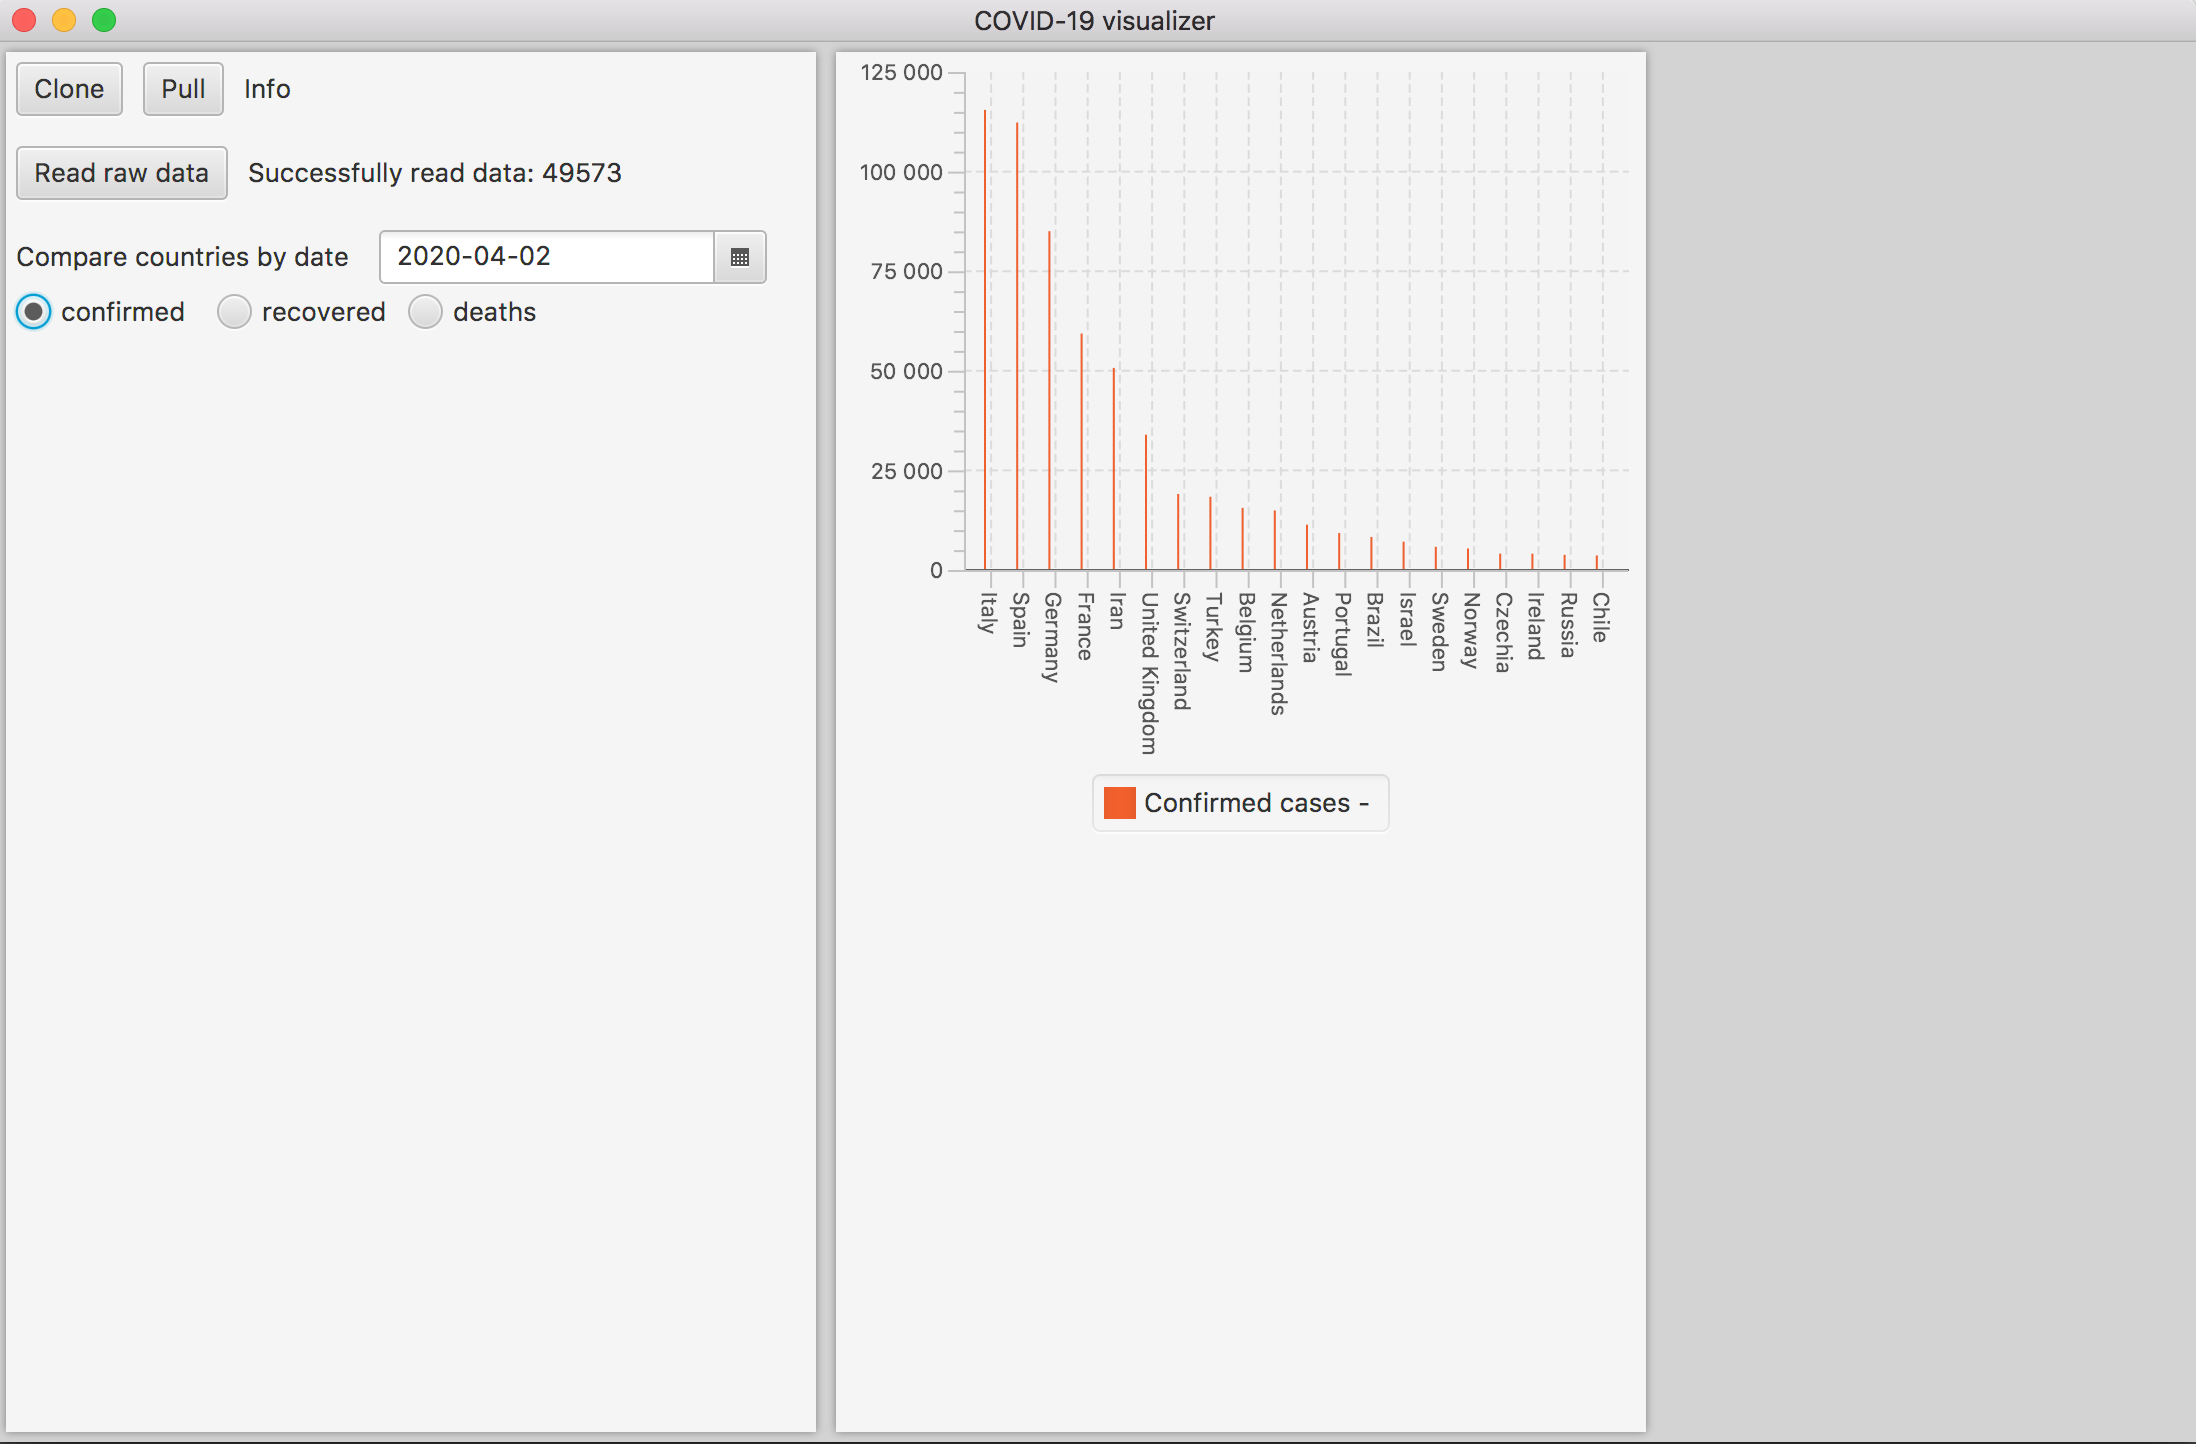 COVID-19 visualizer
Clone Pull Info
Read raw data Successfully read data: 49573
Compare countries by date 2020-04-02
confirmed recovered deaths
125 000
100 000
75 000
50 000
25 000
0
Italy
Spain
Germany
France
Iran
United Kingdom
Switzerland
Turkey
Belgium
Netherlands
Austria
Portugal
Brazil
Israel
Sweden
Norway
Czechia
Ireland
Russia
Chile
Confirmed cases -